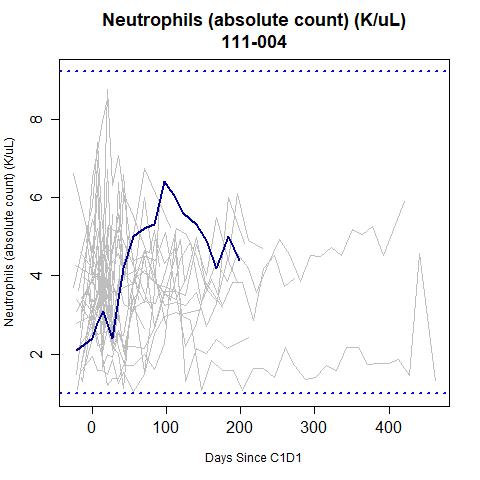 Neutrophils (absolute count) (K/uL)
111-004
Neutrophils (absolute count) (K/uL)
8
6
4
2
0 100 200 300 400
Days Since C1D1